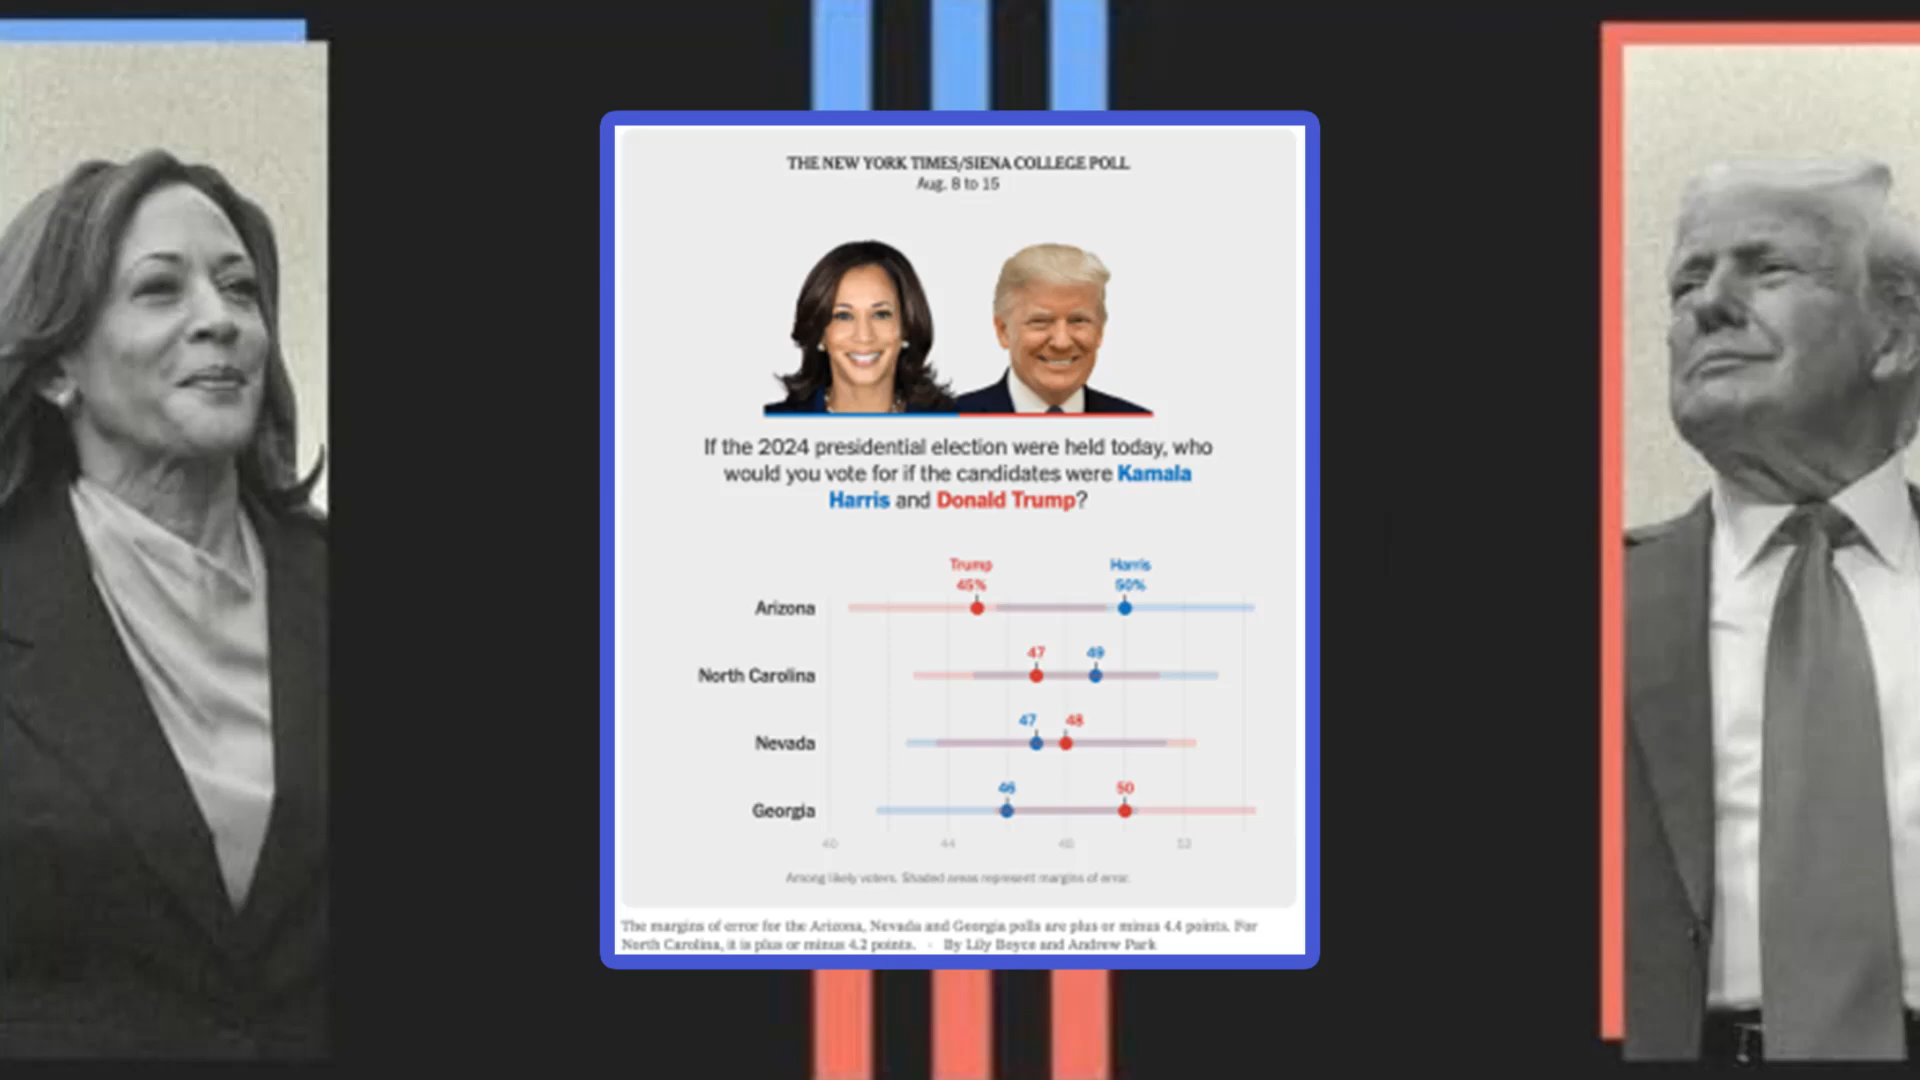 THE NEW YORK TIMES/SIENA COLLEGE POLL
Aug. 8 to 15
If the 2024 presidential election were held today, who
would you vote for if the candidates were Kamala
Harris and Donald Trump?
Trump Harris
45% 50%
Arizona
47 49
North Carolina
47 48
Nevada
46 50
Georgia
40 44 48 52
Among likely voters. Shaded areas represent margins of error.
The margins of error for the Arizona, Nevada and Georgia polls are plus or minus 4.4 points. For
North Carolina, it is plus or minus 4.2 points. · By Lily Boyce and Andrew Park